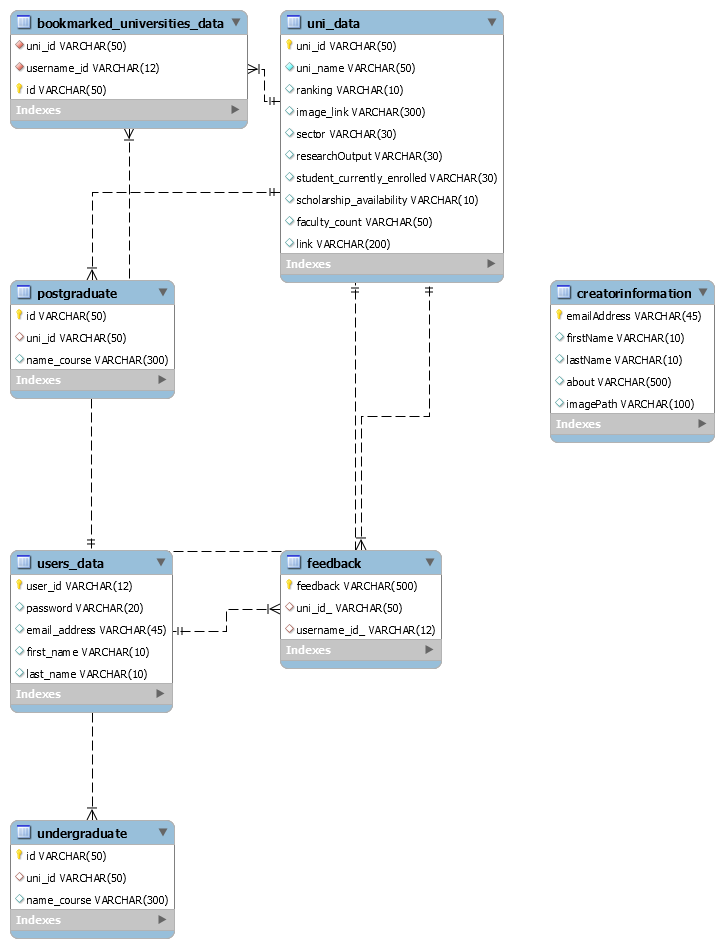 bookmarked_universities_data
uni_id VARCHAR(50)
username_id VARCHAR(12)
id VARCHAR(50)
Indexes
uni_data
uni_id VARCHAR(50)
uni_name VARCHAR(50)
ranking VARCHAR(10)
image_link VARCHAR(300)
sector VARCHAR(30)
researchOutput VARCHAR(30)
student_currently_enrolled VARCHAR(30)
scholarship_availability VARCHAR(10)
faculty_count VARCHAR(50)
link VARCHAR(200)
Indexes
postgraduate
id VARCHAR(50)
uni_id VARCHAR(50)
name_course VARCHAR(300)
Indexes
creatorinformation
emailAddress VARCHAR(45)
firstName VARCHAR(10)
lastName VARCHAR(10)
about VARCHAR(500)
imagePath VARCHAR(100)
Indexes
users_data
user_id VARCHAR(12)
password VARCHAR(20)
email_address VARCHAR(45)
first_name VARCHAR(10)
last_name VARCHAR(10)
Indexes
feedback
feedback VARCHAR(500)
uni_id_ VARCHAR(50)
username_id_ VARCHAR(12)
Indexes
undergraduate
id VARCHAR(50)
uni_id VARCHAR(50)
name_course VARCHAR(300)
Indexes